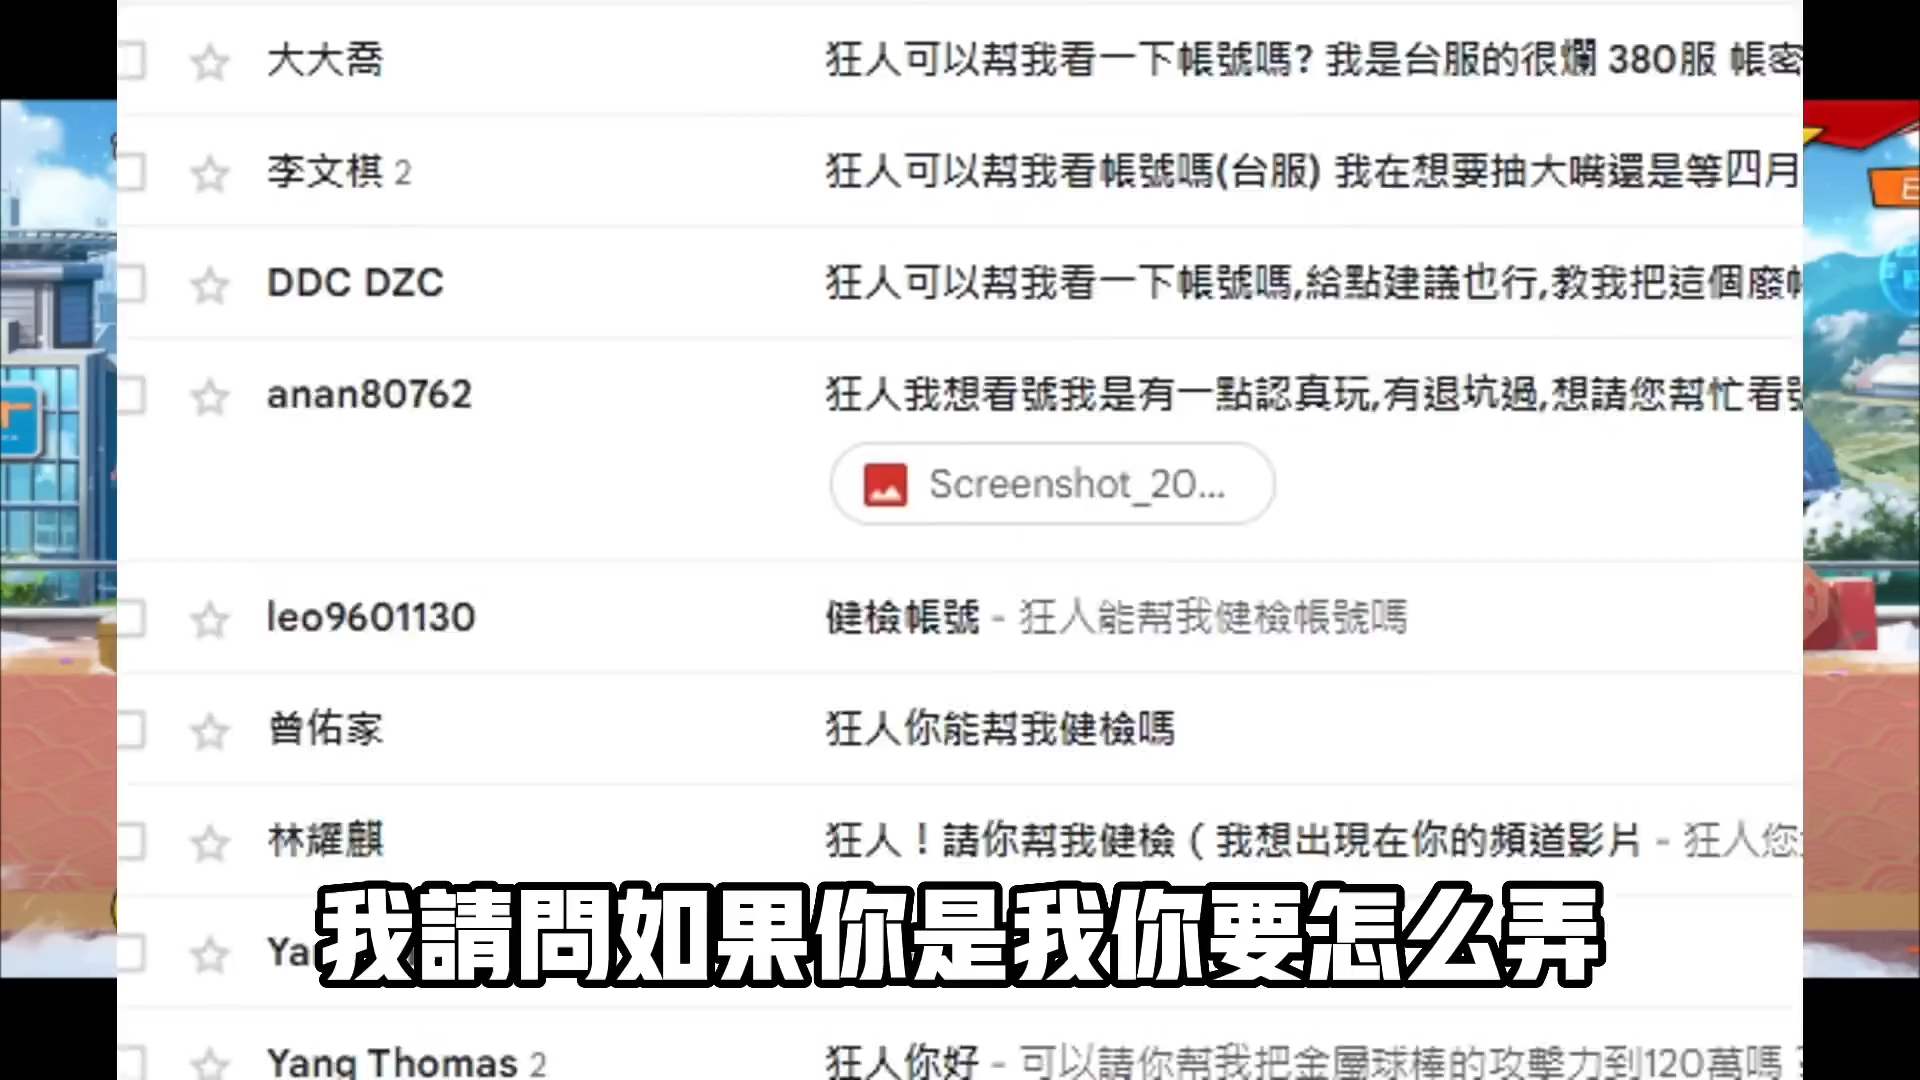 大大喬 狂人可以幫我看一下帳號嗎? 我是台服的很爛 380服 帳密
李文棋 2 狂人可以幫我看帳號嗎(台服) 我在想要抽大嘴還是等四月
DDC DZC 狂人可以幫我看一下帳號嗎,給點建議也行,教我把這個廢
anan80762 狂人我想看號我是有一點認真玩,有退坑過,想請您幫忙看號
Screenshot_20...
leo9601130 健檢帳號 - 狂人能幫我健檢帳號嗎
曾佑家 狂人你能幫我健檢嗎
林耀麒 狂人！請你幫我健檢（我想出現在你的頻道影片 - 狂人您
我請問如果你是我你要怎么弄
Yang Thomas 2 狂人你好 - 可以請你幫我把金屬球棒的攻擊力到120萬嗎？